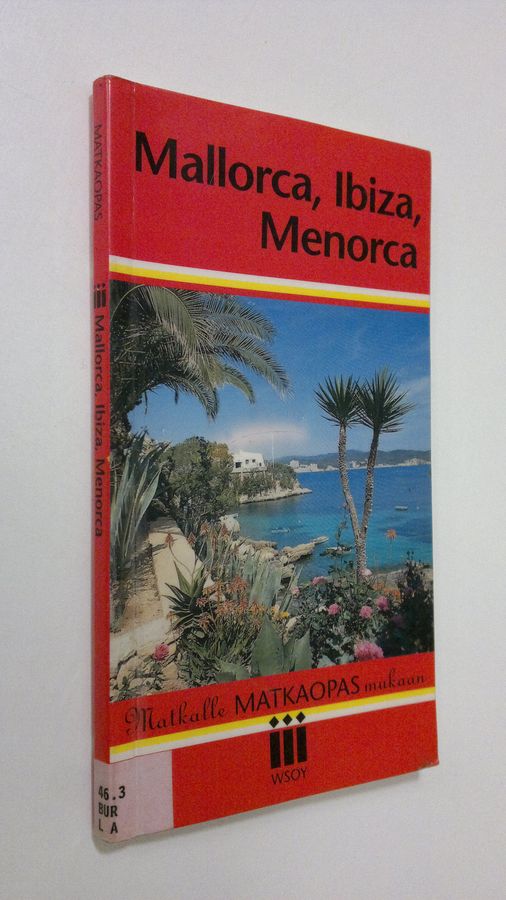 Mallorca, Ibiza,
Menorca
Matkalle MATKAOPAS mukaan
WSOY
MATKAOPAS
Mallorca, Ibiza, Menorca
46.3
BUR
L A